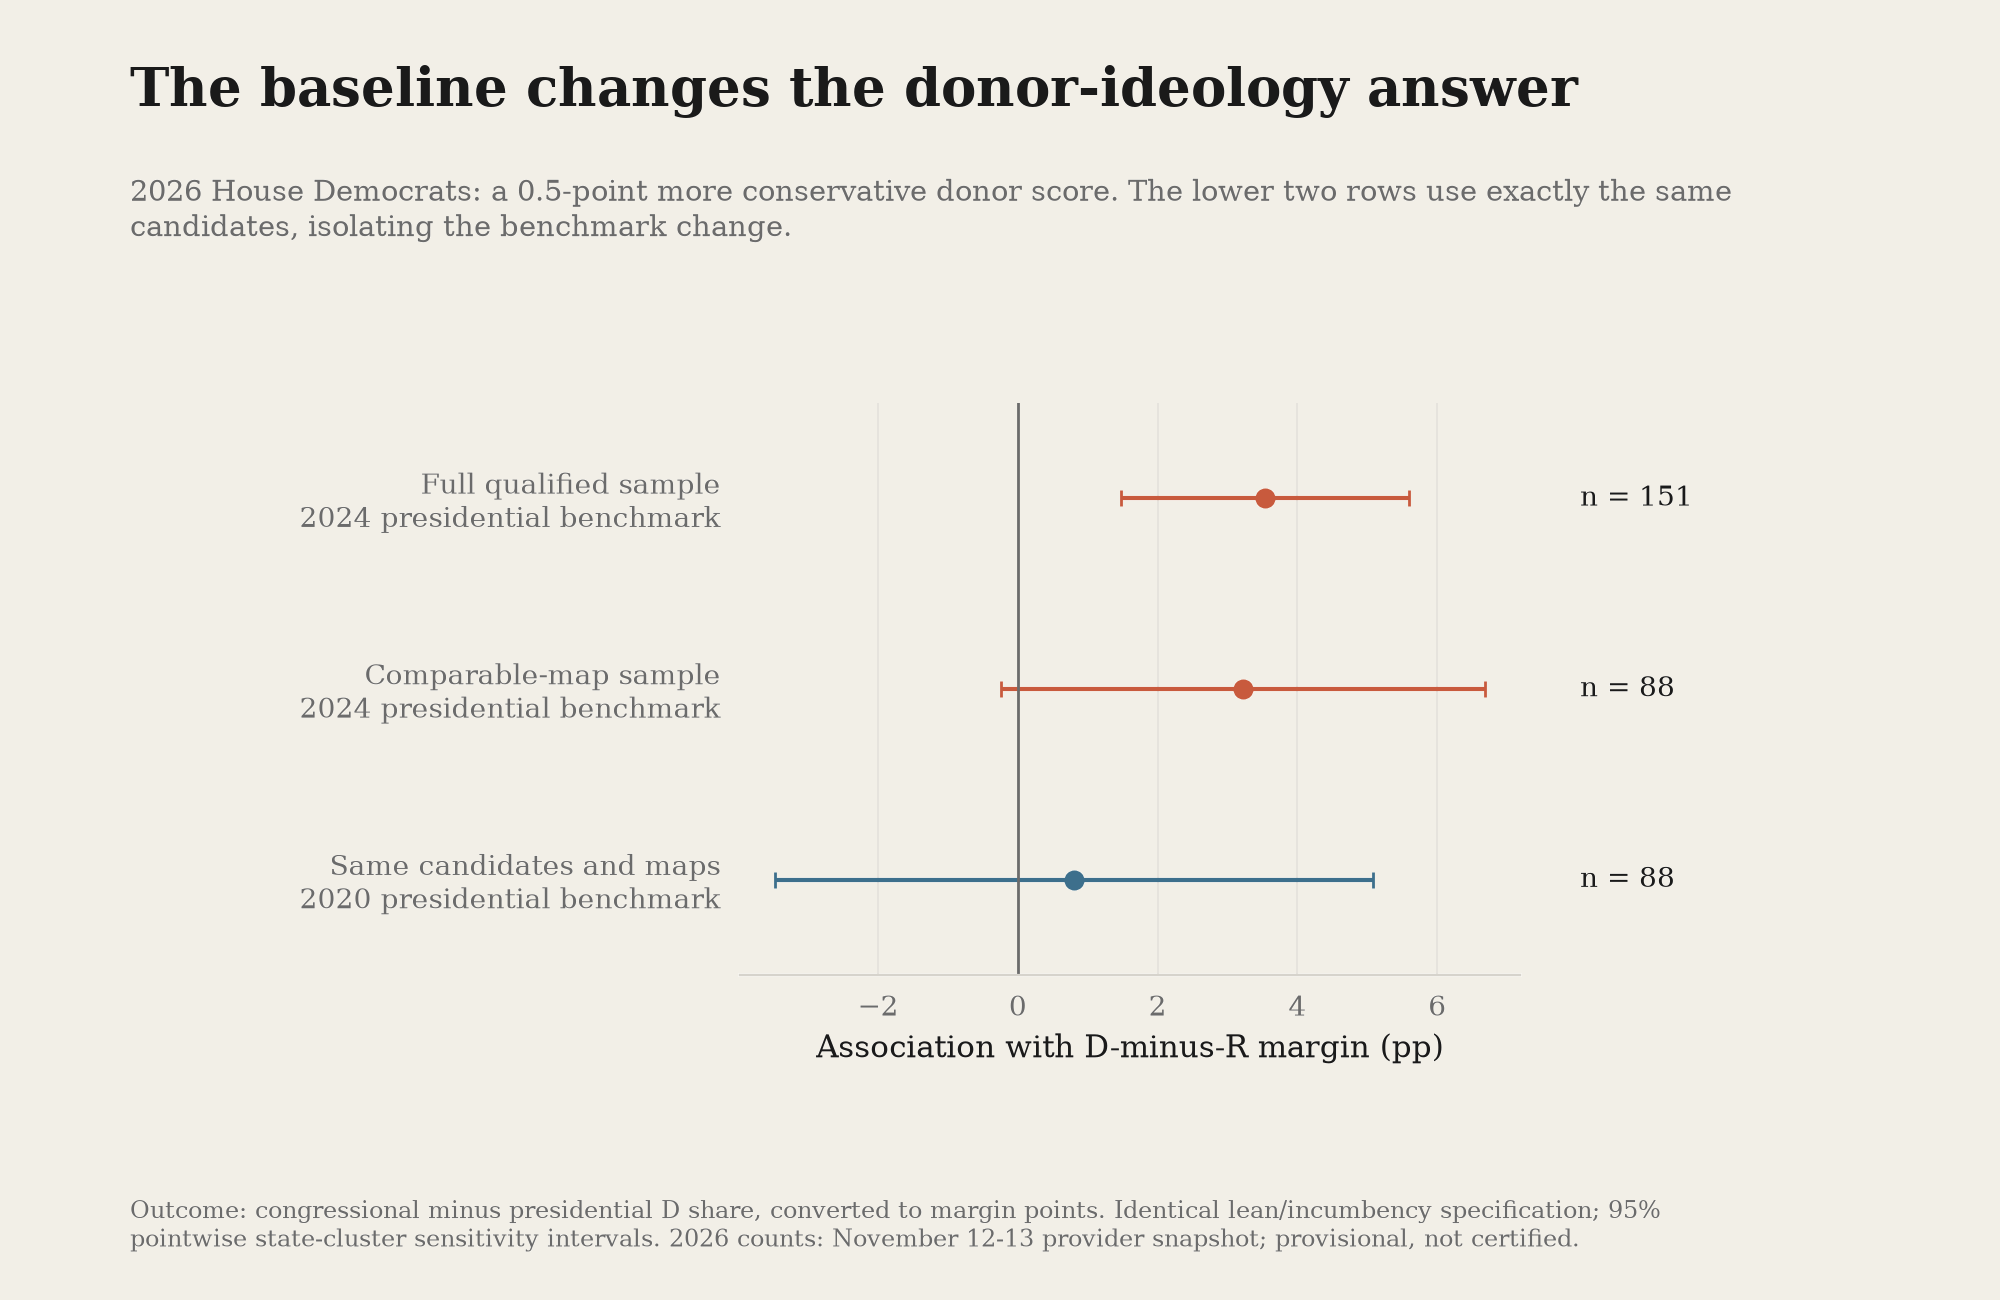 The baseline changes the donor-ideology answer
2026 House Democrats: a 0.5-point more conservative donor score. The lower two rows use exactly the same
candidates, isolating the benchmark change.
Full qualified sample
2024 presidential benchmark
n = 151
Comparable-map sample
2024 presidential benchmark
n = 88
Same candidates and maps
2020 presidential benchmark
n = 88
−2 0 2 4 6
Association with D-minus-R margin (pp)
Outcome: congressional minus presidential D share, converted to margin points. Identical lean/incumbency specification; 95%
pointwise state-cluster sensitivity intervals. 2026 counts: November 12-13 provider snapshot; provisional, not certified.